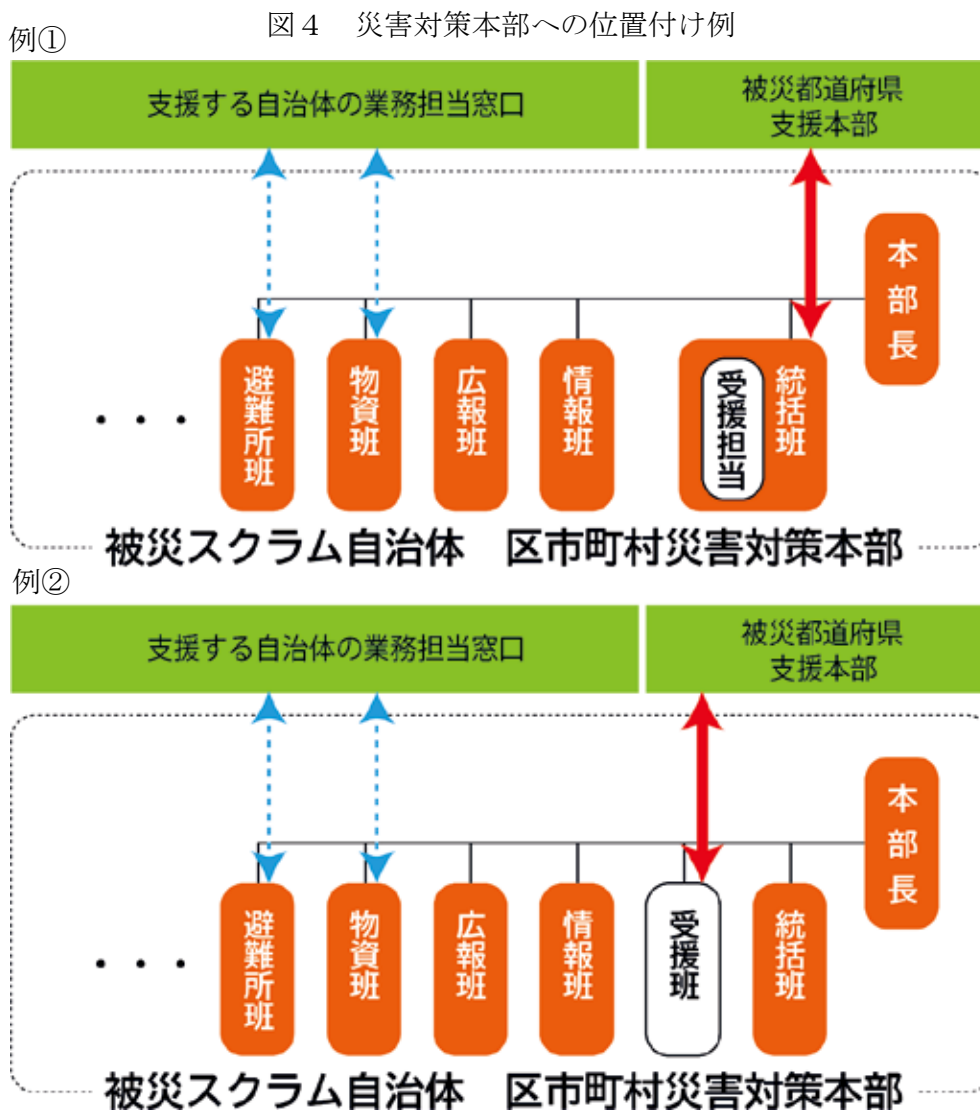 図４　災害対策本部への位置付け例
例①
支援する自治体の業務担当窓口
被災都道府県
支援本部
本部長
・・・
避難所班
物資班
広報班
情報班
受援担当
統括班
被災スクラム自治体　区市町村災害対策本部
例②
支援する自治体の業務担当窓口
被災都道府県
支援本部
本部長
・・・
避難所班
物資班
広報班
情報班
受援班
統括班
被災スクラム自治体　区市町村災害対策本部